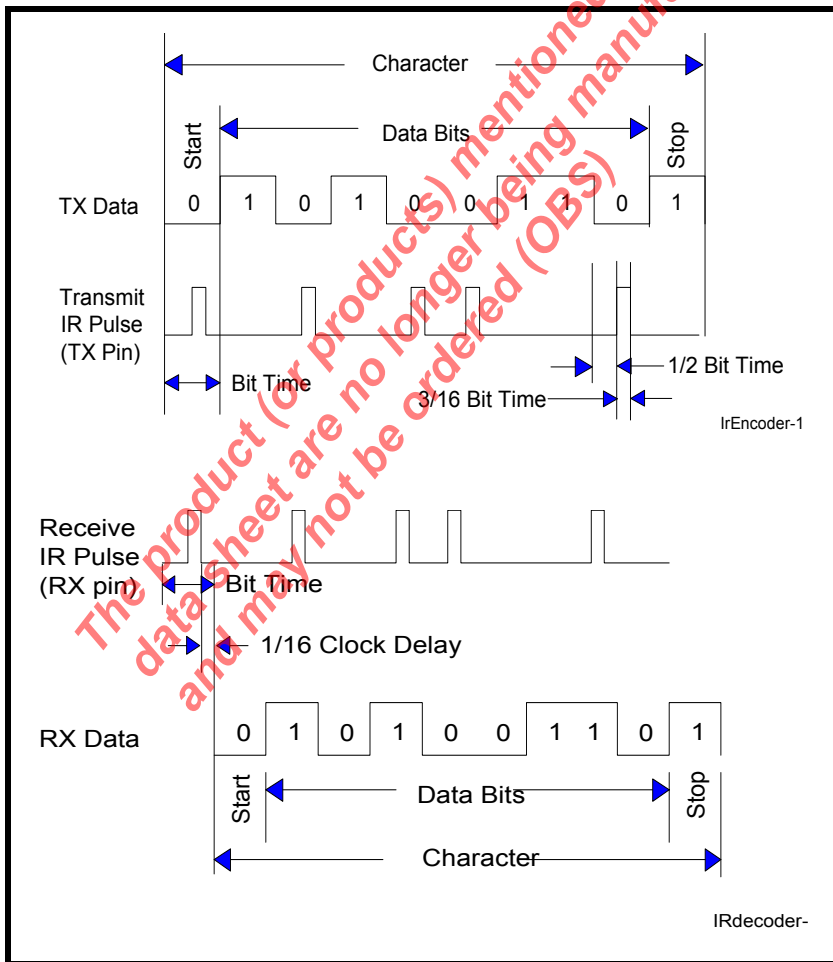 Character
Start
Data Bits
Stop
TX Data
0 1 0 1 0 0 1 1 0 1
Transmit
IR Pulse
(TX Pin)
Bit Time
1/2 Bit Time
3/16 Bit Time
IrEncoder-1
Receive
IR Pulse
(RX pin)
Bit Time
1/16 Clock Delay
RX Data
0 1 0 1 0 0 1 1 0 1
Start
Data Bits
Stop
Character
IRdecoder-
The product (or products) mentioned
data sheet are no longer being manuf
and may not be ordered (OBS)